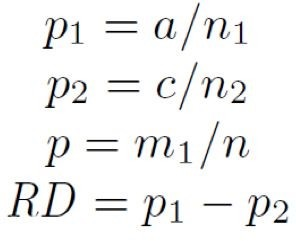 p₁ = a/n₁
p₂ = c/n₂
p = m₁/n
RD = p₁ − p₂